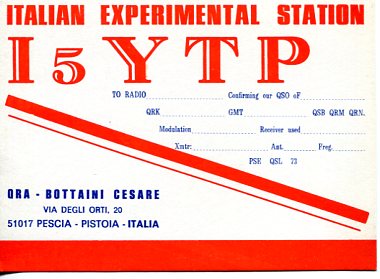 ITALIAN EXPERIMENTAL STATION
I5YTP
TO RADIO Confirming our QSO oF
QRK GMT QSB QRM QRN.
Modulation Receiver used
Xmtr: Ant. Freq.
PSE QSL 73
QRA - BOTTAINI CESARE
VIA DEGLI ORTI, 20
51017 PESCIA - PISTOIA - ITALIA